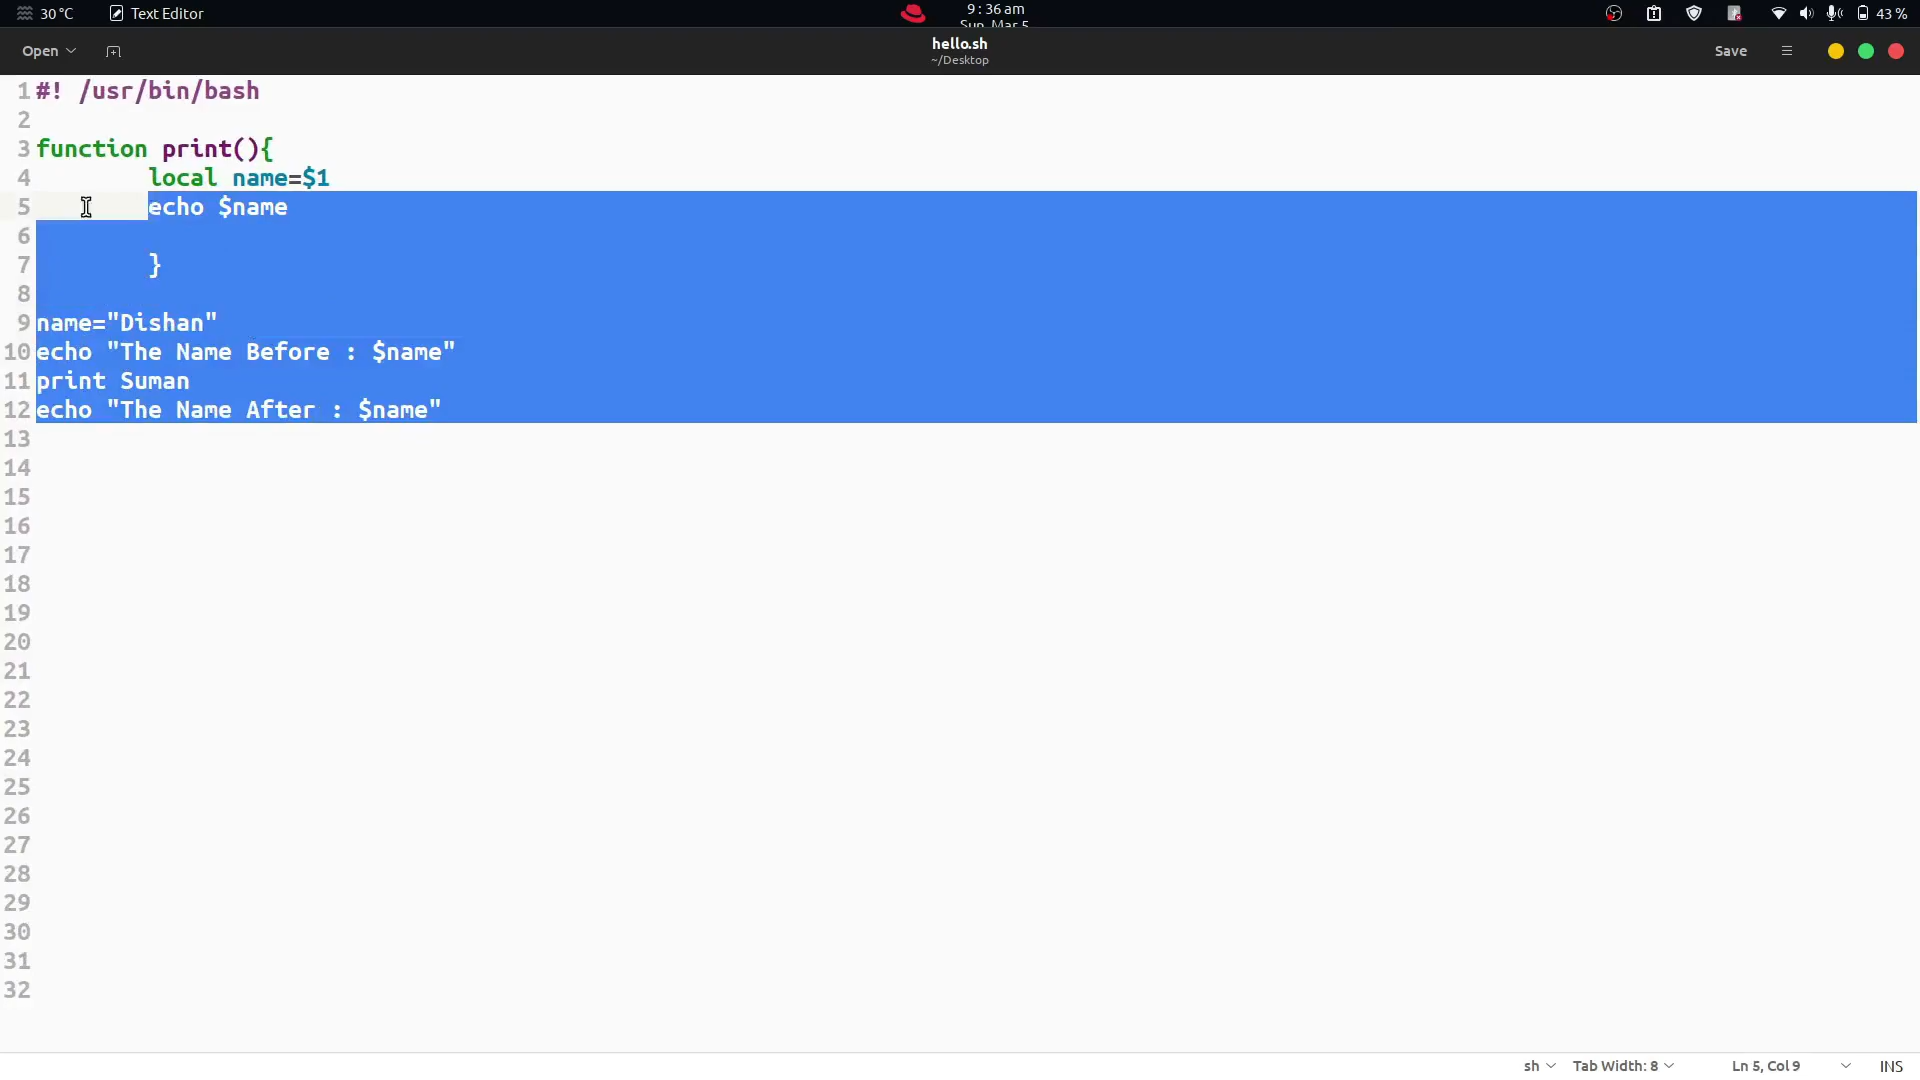 30 °C Text Editor 9 : 36 am 43 %
Sun, Mar 5
Open hello.sh Save
~/Desktop
1 #! /usr/bin/bash
2
3 function print(){
4 local name=$1
5 echo $name
6
7 }
8
9 name="Dishan"
10 echo "The Name Before : $name"
11 print Suman
12 echo "The Name After : $name"
13
14
15
16
17
18
19
20
21
22
23
24
25
26
27
28
29
30
31
32
sh Tab Width: 8 Ln 5, Col 9 INS